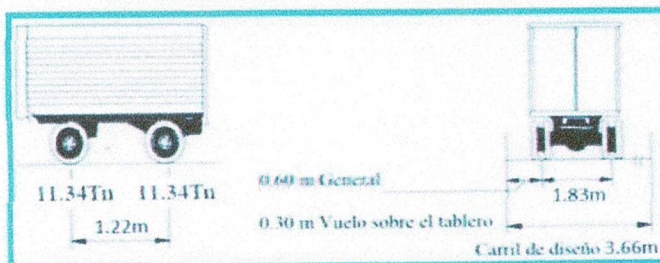 11.34Tn 11.34Tn
1.22m
0.60 m General
1.83m
0.30 m Vuelo sobre el tablero
Carril de diseño 3.66m